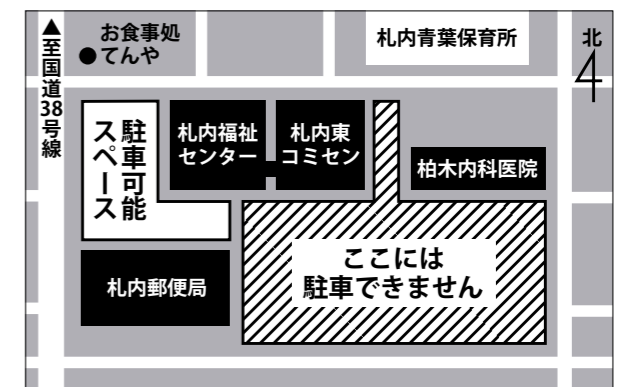 ▲至国道38号線
お食事処
●てんや
札内青葉保育所
北
駐車可能
スペース
札内福祉
センター
札内東
コミセン
柏木内科医院
ここには
駐車できません
札内郵便局